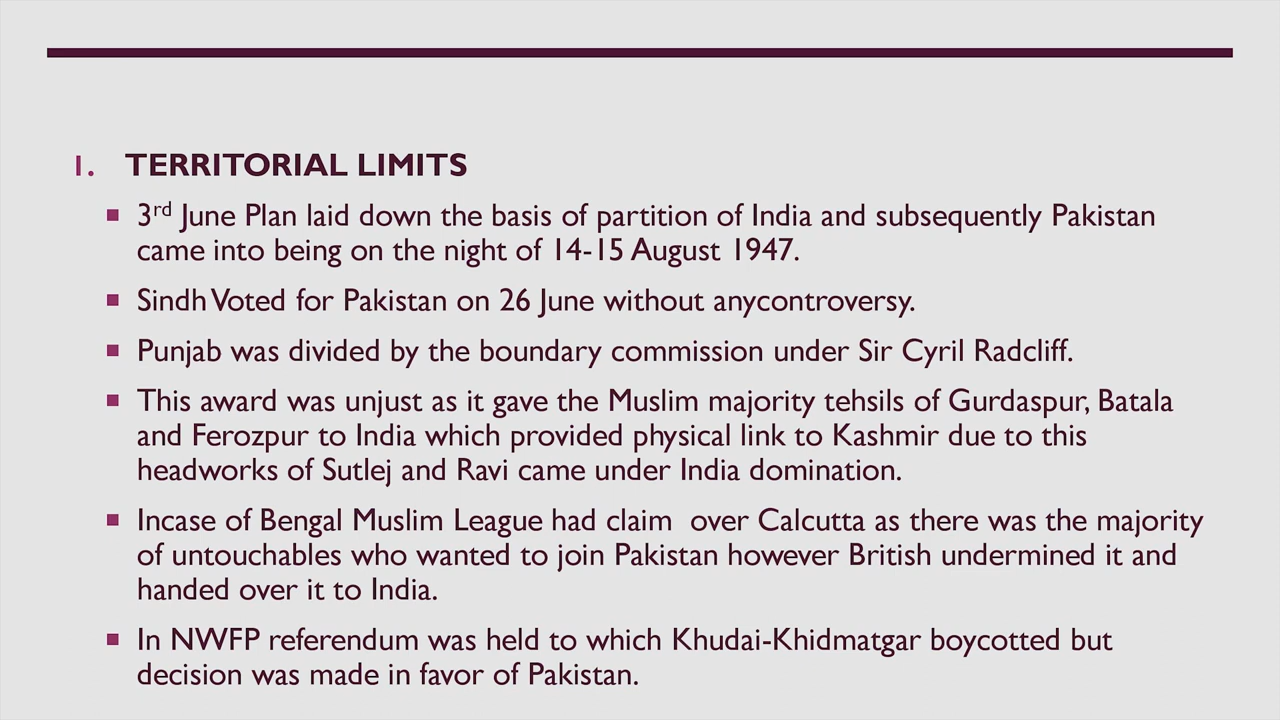 1. TERRITORIAL LIMITS
3rd June Plan laid down the basis of partition of India and subsequently Pakistan
came into being on the night of 14-15 August 1947.
Sindh Voted for Pakistan on 26 June without anycontroversy.
Punjab was divided by the boundary commission under Sir Cyril Radcliff.
This award was unjust as it gave the Muslim majority tehsils of Gurdaspur, Batala
and Ferozpur to India which provided physical link to Kashmir due to this
headworks of Sutlej and Ravi came under India domination.
Incase of Bengal Muslim League had claim over Calcutta as there was the majority
of untouchables who wanted to join Pakistan however British undermined it and
handed over it to India.
In NWFP referendum was held to which Khudai-Khidmatgar boycotted but
decision was made in favor of Pakistan.